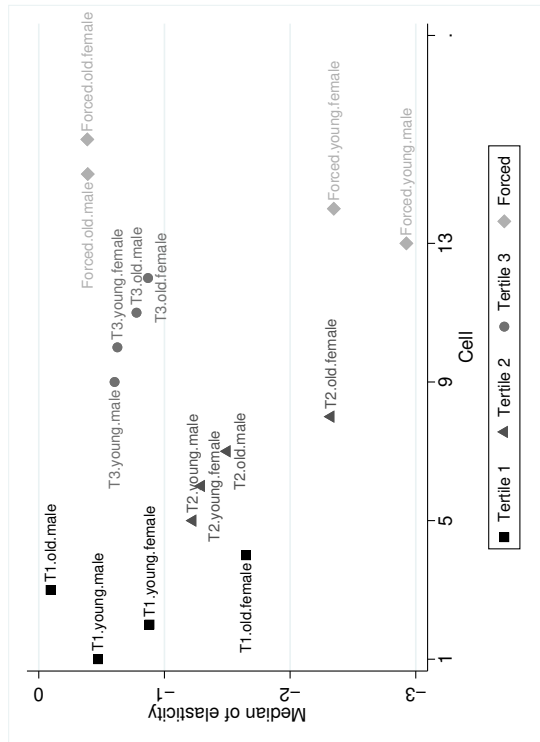 Median of elasticity
0
−1
−2
−3
T1.old.male
T1.young.male
T1.young.female
T1.old.female
T2.young.male
T2.young.female
T2.old.male
T2.old.female
T3.young.male
T3.young.female
T3.old.male
T3.old.female
Forced.old.male
Forced.old.female
Forced.young.female
Forced.young.male
1
5
9
13
.
Cell
Tertile 1
Tertile 2
Tertile 3
Forced